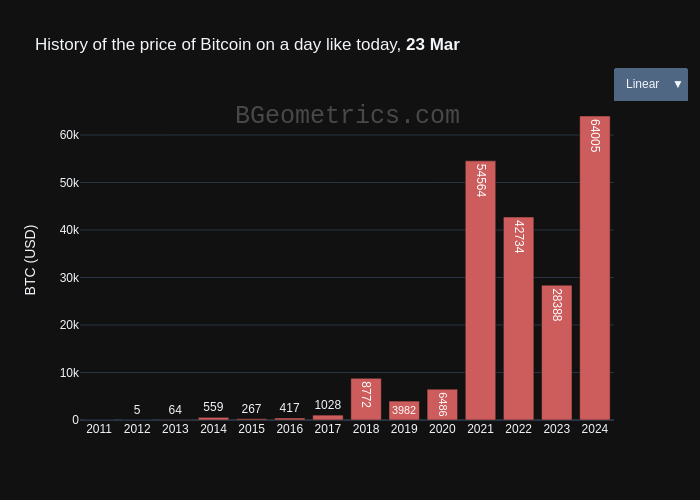 History of the price of Bitcoin on a day like today, 23 Mar
Linear ▼
BGeometrics.com
BTC (USD)
60k
50k
40k
30k
20k
10k
0
5
64
559
267
417
1028
8772
3982
6486
54564
42734
28388
64005
2011 2012 2013 2014 2015 2016 2017 2018 2019 2020 2021 2022 2023 2024